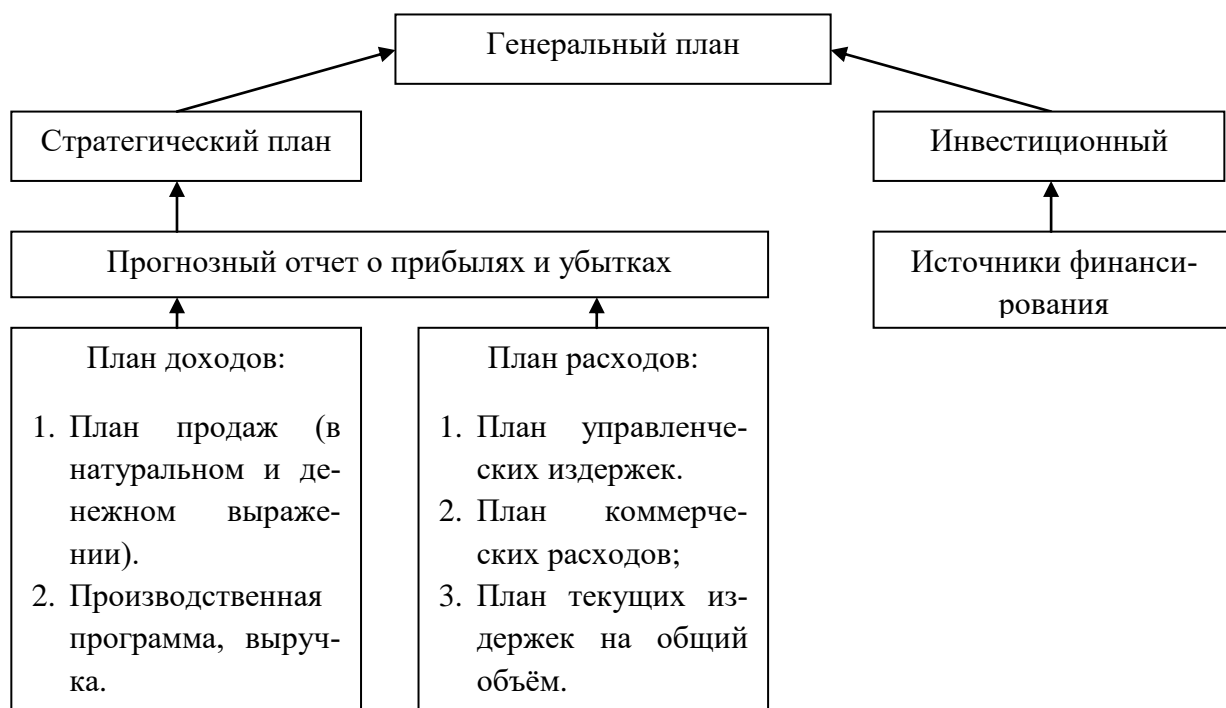 Генеральный план
Стратегический план
Инвестиционный
Прогнозный отчет о прибылях и убытках
Источники финанси-
рования
План доходов:
1. План продаж (в
натуральном и де-
нежном выраже-
нии).
2. Производственная
программа, выруч-
ка.
План расходов:
1. План управленче-
ских издержек.
2. План коммерче-
ских расходов;
3. План текущих из-
держек на общий
объём.